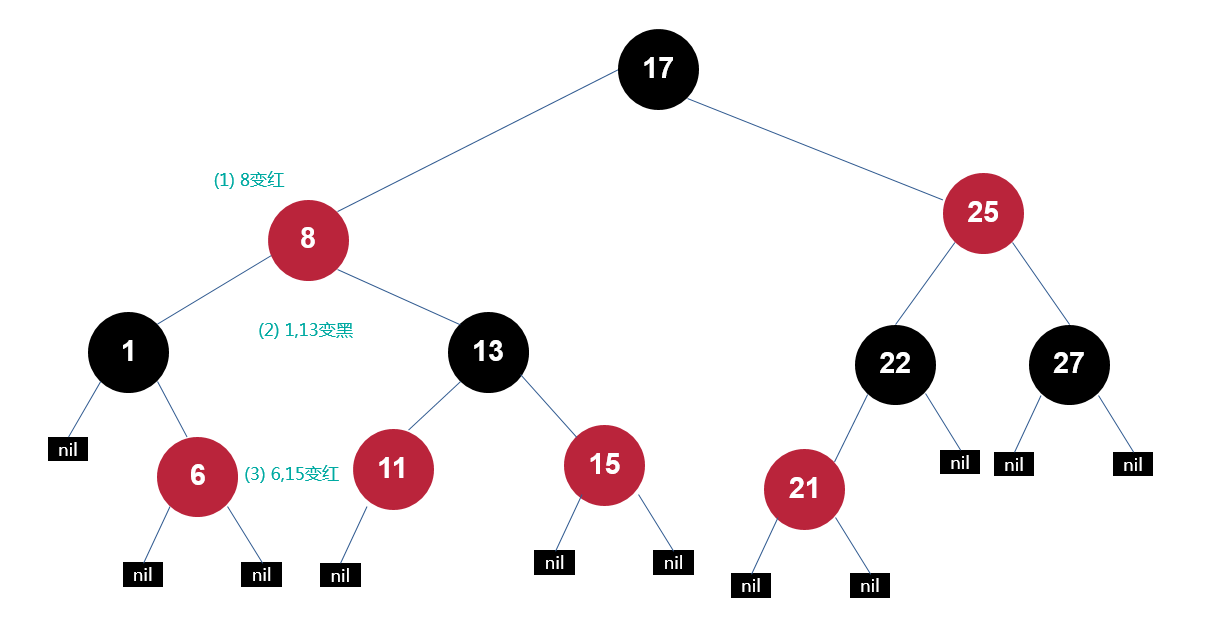 17
(1) 8变红
8
25
(2) 1,13变黑
1
13
22
27
nil
6
(3) 6,15变红
11
15
21
nil
nil
nil
nil
nil
nil
nil
nil
nil
nil
nil